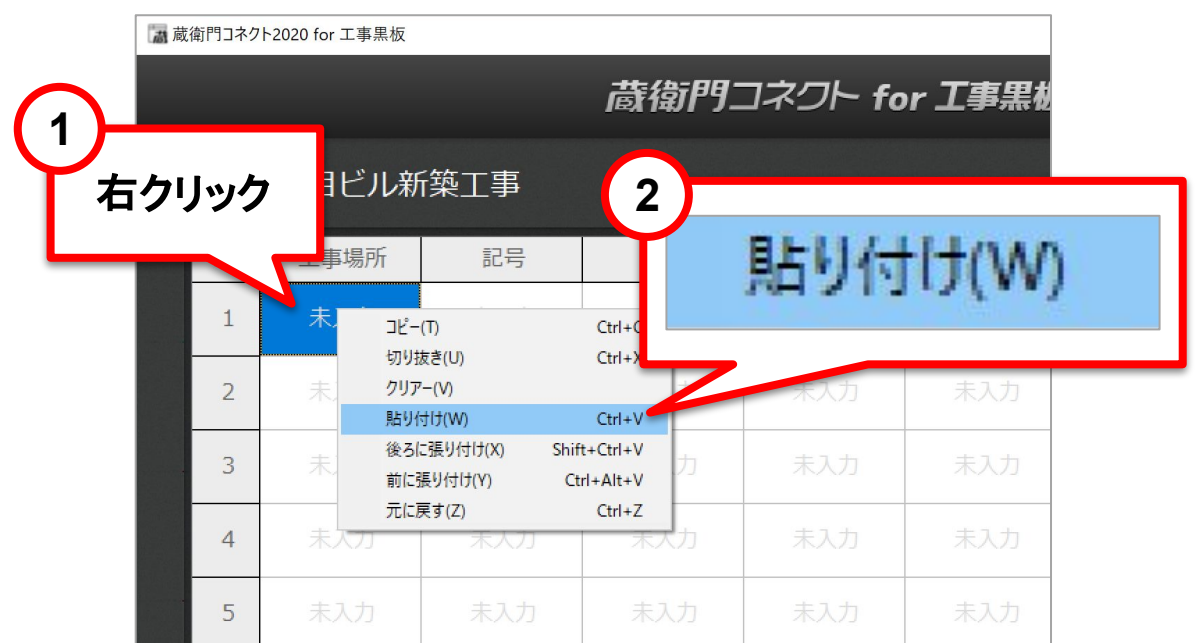 蔵衛門コネクト2020 for 工事黒板
蔵衛門コネクト for 工事黒板
1
右クリック
目ビル新築工事
2
貼り付け(W)
工事場所 記号
1 未入
コピー(T) Ctrl+C
切り抜き(U) Ctrl+X
クリアー(V)
貼り付け(W) Ctrl+V
後ろに張り付け(X) Shift+Ctrl+V
前に張り付け(Y) Ctrl+Alt+V
元に戻す(Z) Ctrl+Z
2 未 力 未入力 未入力
3 未 力 未入力 未入力
4 未入力 未入力 未入力 未入力 未入力
5 未入力 未入力 未入力 未入力 未入力